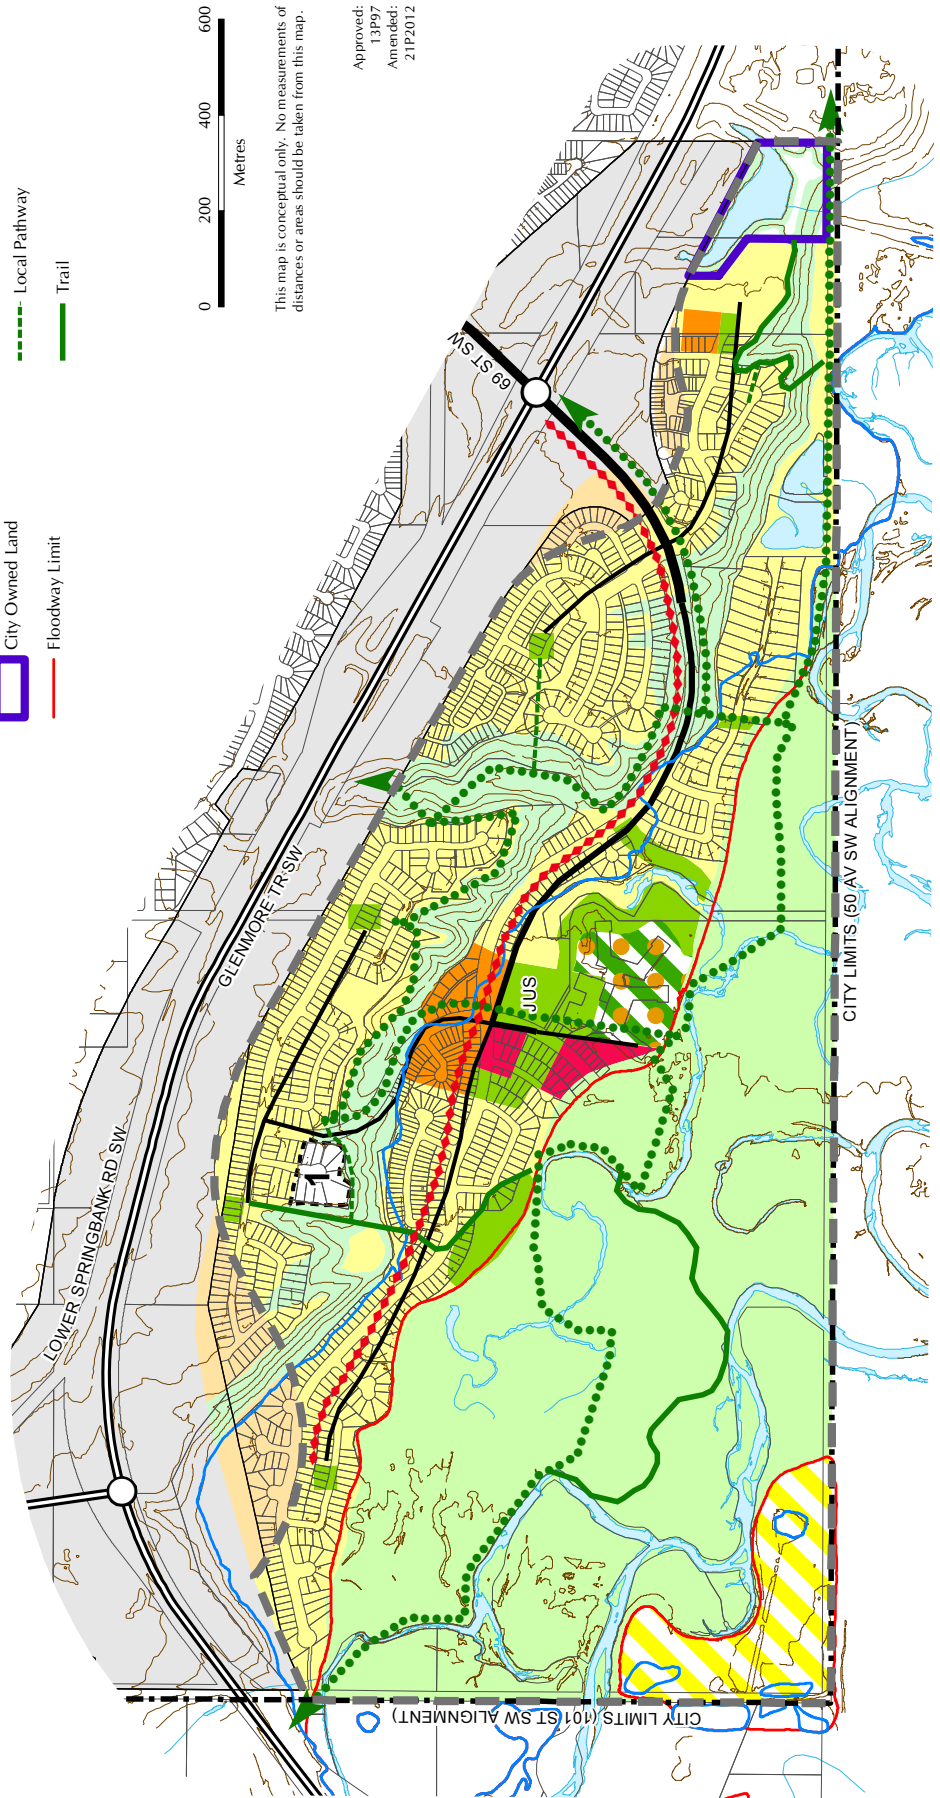 Local Pathway
Trail
City Owned Land
Floodway Limit
0 200 400 600
Metres
This map is conceptual only. No measurements of
distances or areas should be taken from this map.
Approved:
13P97
Amended:
21P2012
69 ST SW
GLENMORE TR SW
LOWER SPRINGBANK RD SW
JUS
1
CITY LIMITS (50 AV SW ALIGNMENT)
CITY LIMITS (101 ST SW ALIGNMENT)